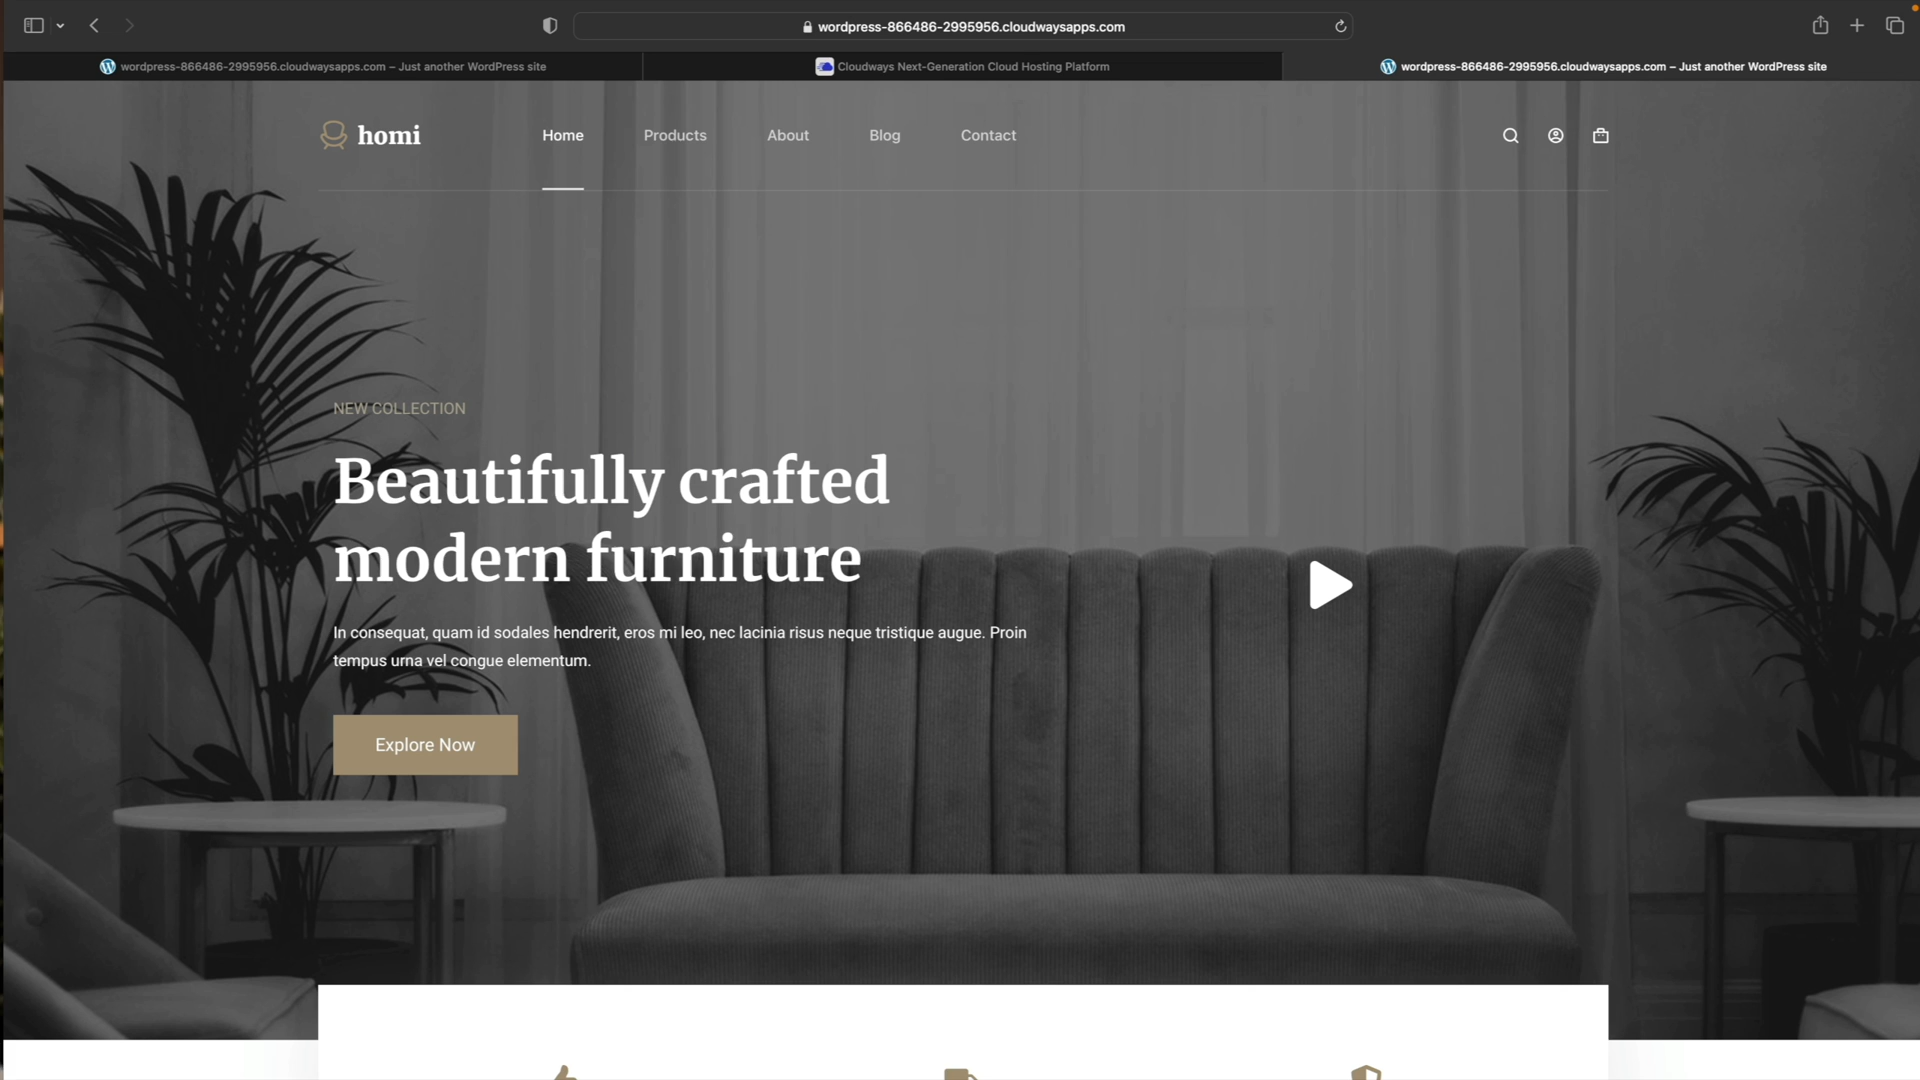 wordpress-866486-2995956.cloudwaysapps.com
wordpress-866486-2995956.cloudwaysapps.com – Just another WordPress site
Cloudways Next-Generation Cloud Hosting Platform
wordpress-866486-2995956.cloudwaysapps.com – Just another WordPress site
homi
Home
Products
About
Blog
Contact
NEW COLLECTION
Beautifully crafted
modern furniture
In consequat, quam id sodales hendrerit, eros mi leo, nec lacinia risus neque tristique augue. Proin
tempus urna vel congue elementum.
Explore Now